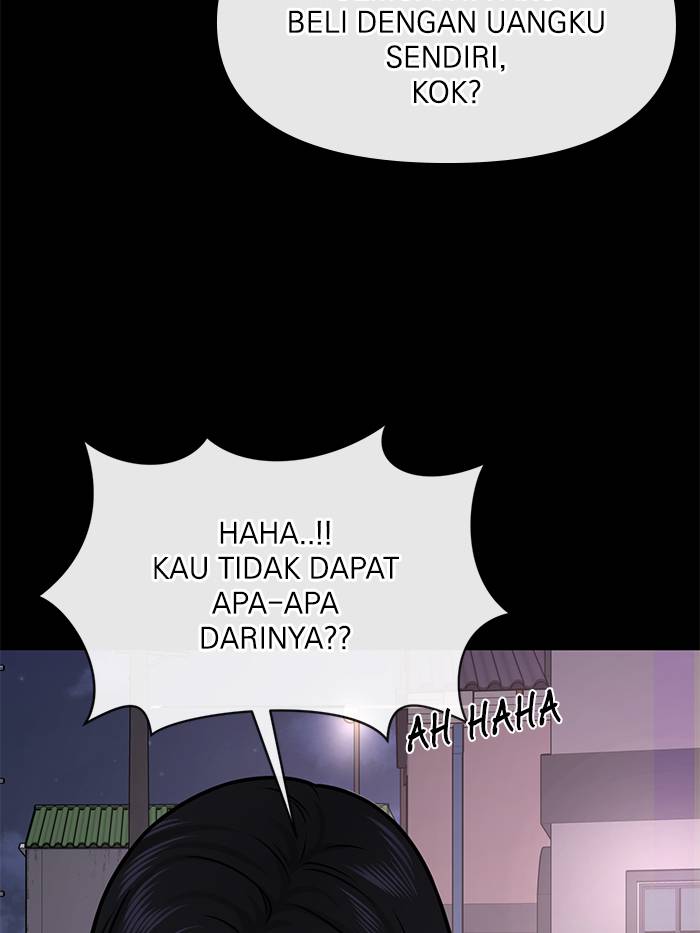 BELI DENGAN UANGKU
SENDIRI,
KOK?
HAHA..!!
KAU TIDAK DAPAT
APA-APA
DARINYA??
AH HAHA